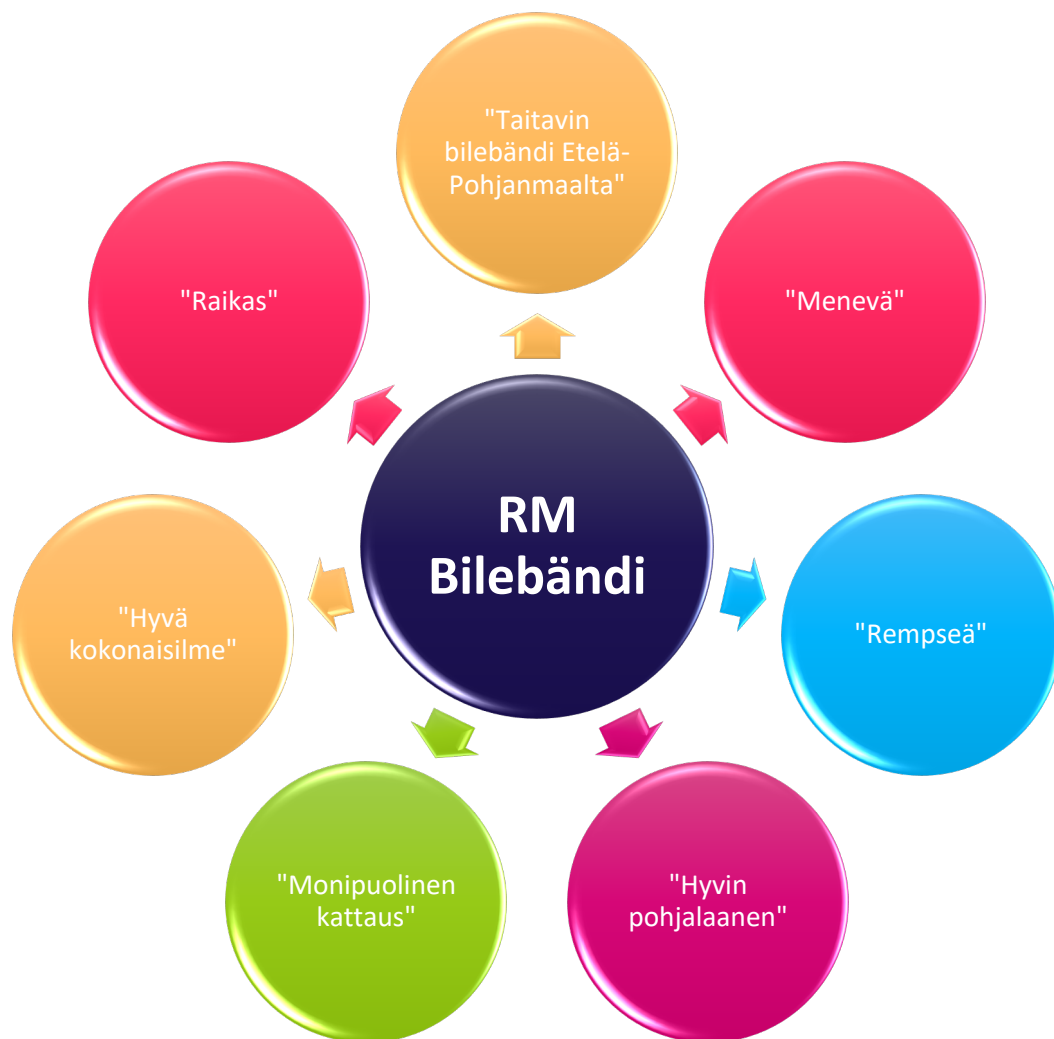 "Taitavin
bilebändi Etelä-
Pohjanmaalta"
"Raikas"
"Menevä"
RM
Bilebändi
"Hyvä
kokonaisilme"
"Rempseä"
"Monipuolinen
kattaus"
"Hyvin
pohjalaanen"